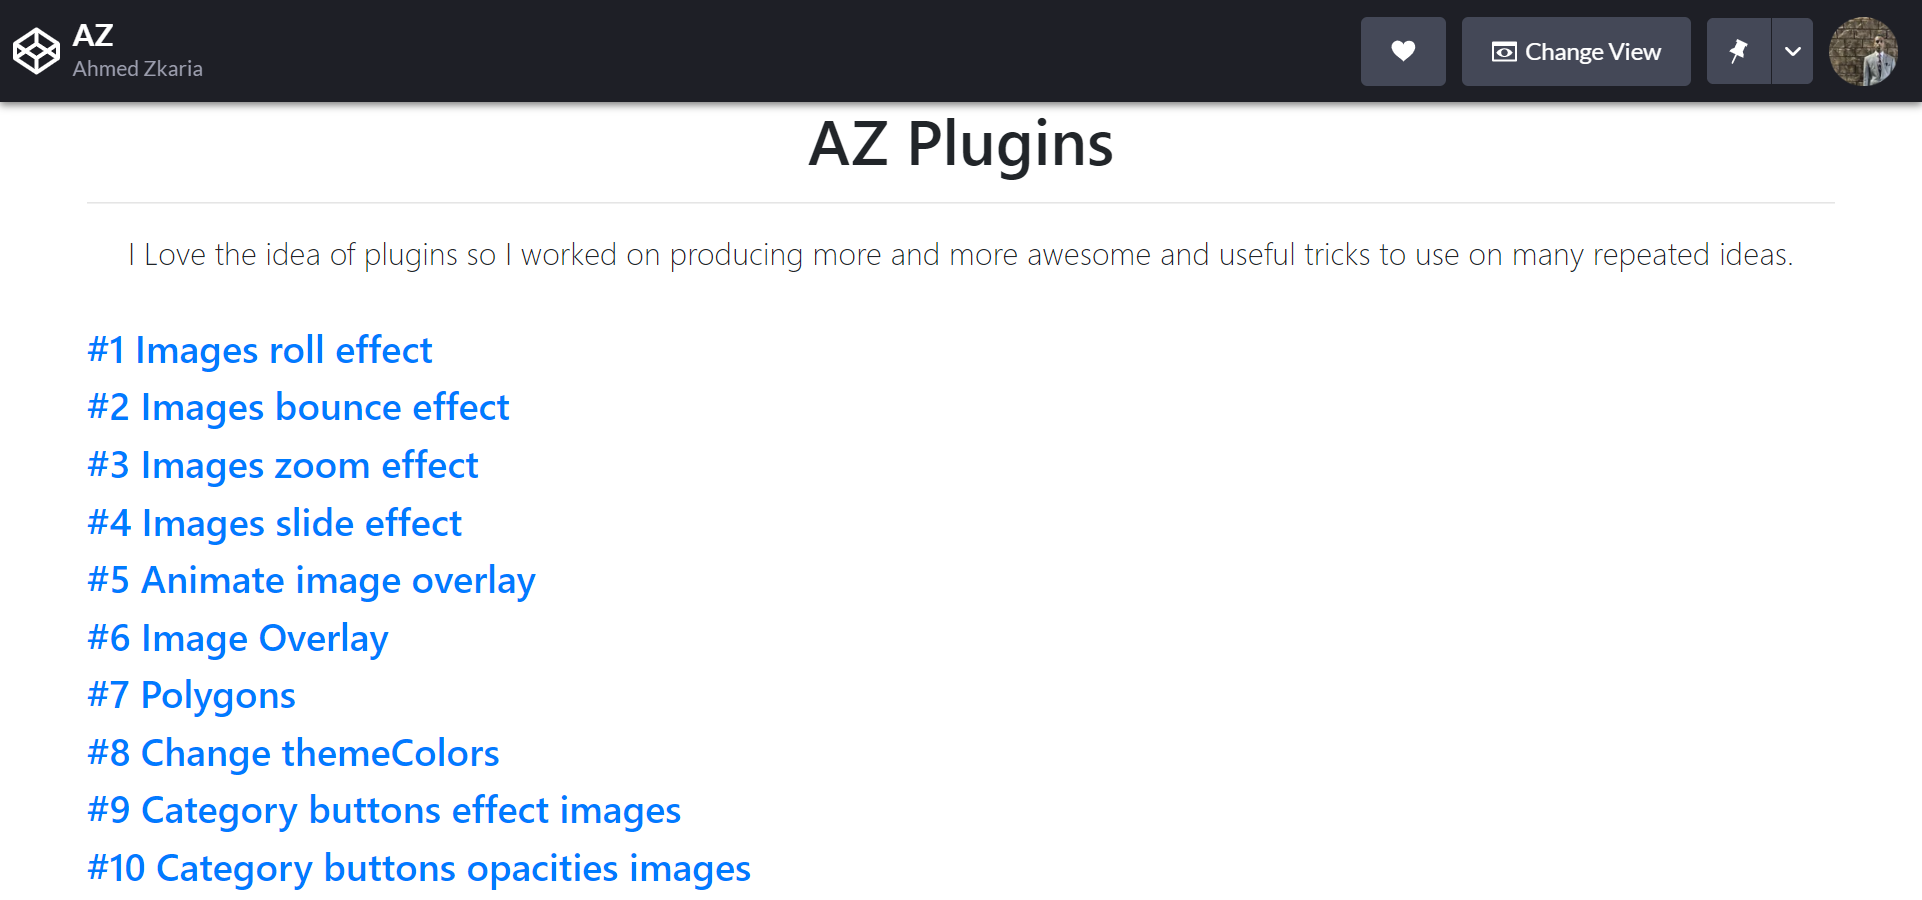 AZ
Ahmed Zkaria
Change View
AZ Plugins
I Love the idea of plugins so I worked on producing more and more awesome and useful tricks to use on many repeated ideas.
#1 Images roll effect
#2 Images bounce effect
#3 Images zoom effect
#4 Images slide effect
#5 Animate image overlay
#6 Image Overlay
#7 Polygons
#8 Change themeColors
#9 Category buttons effect images
#10 Category buttons opacities images